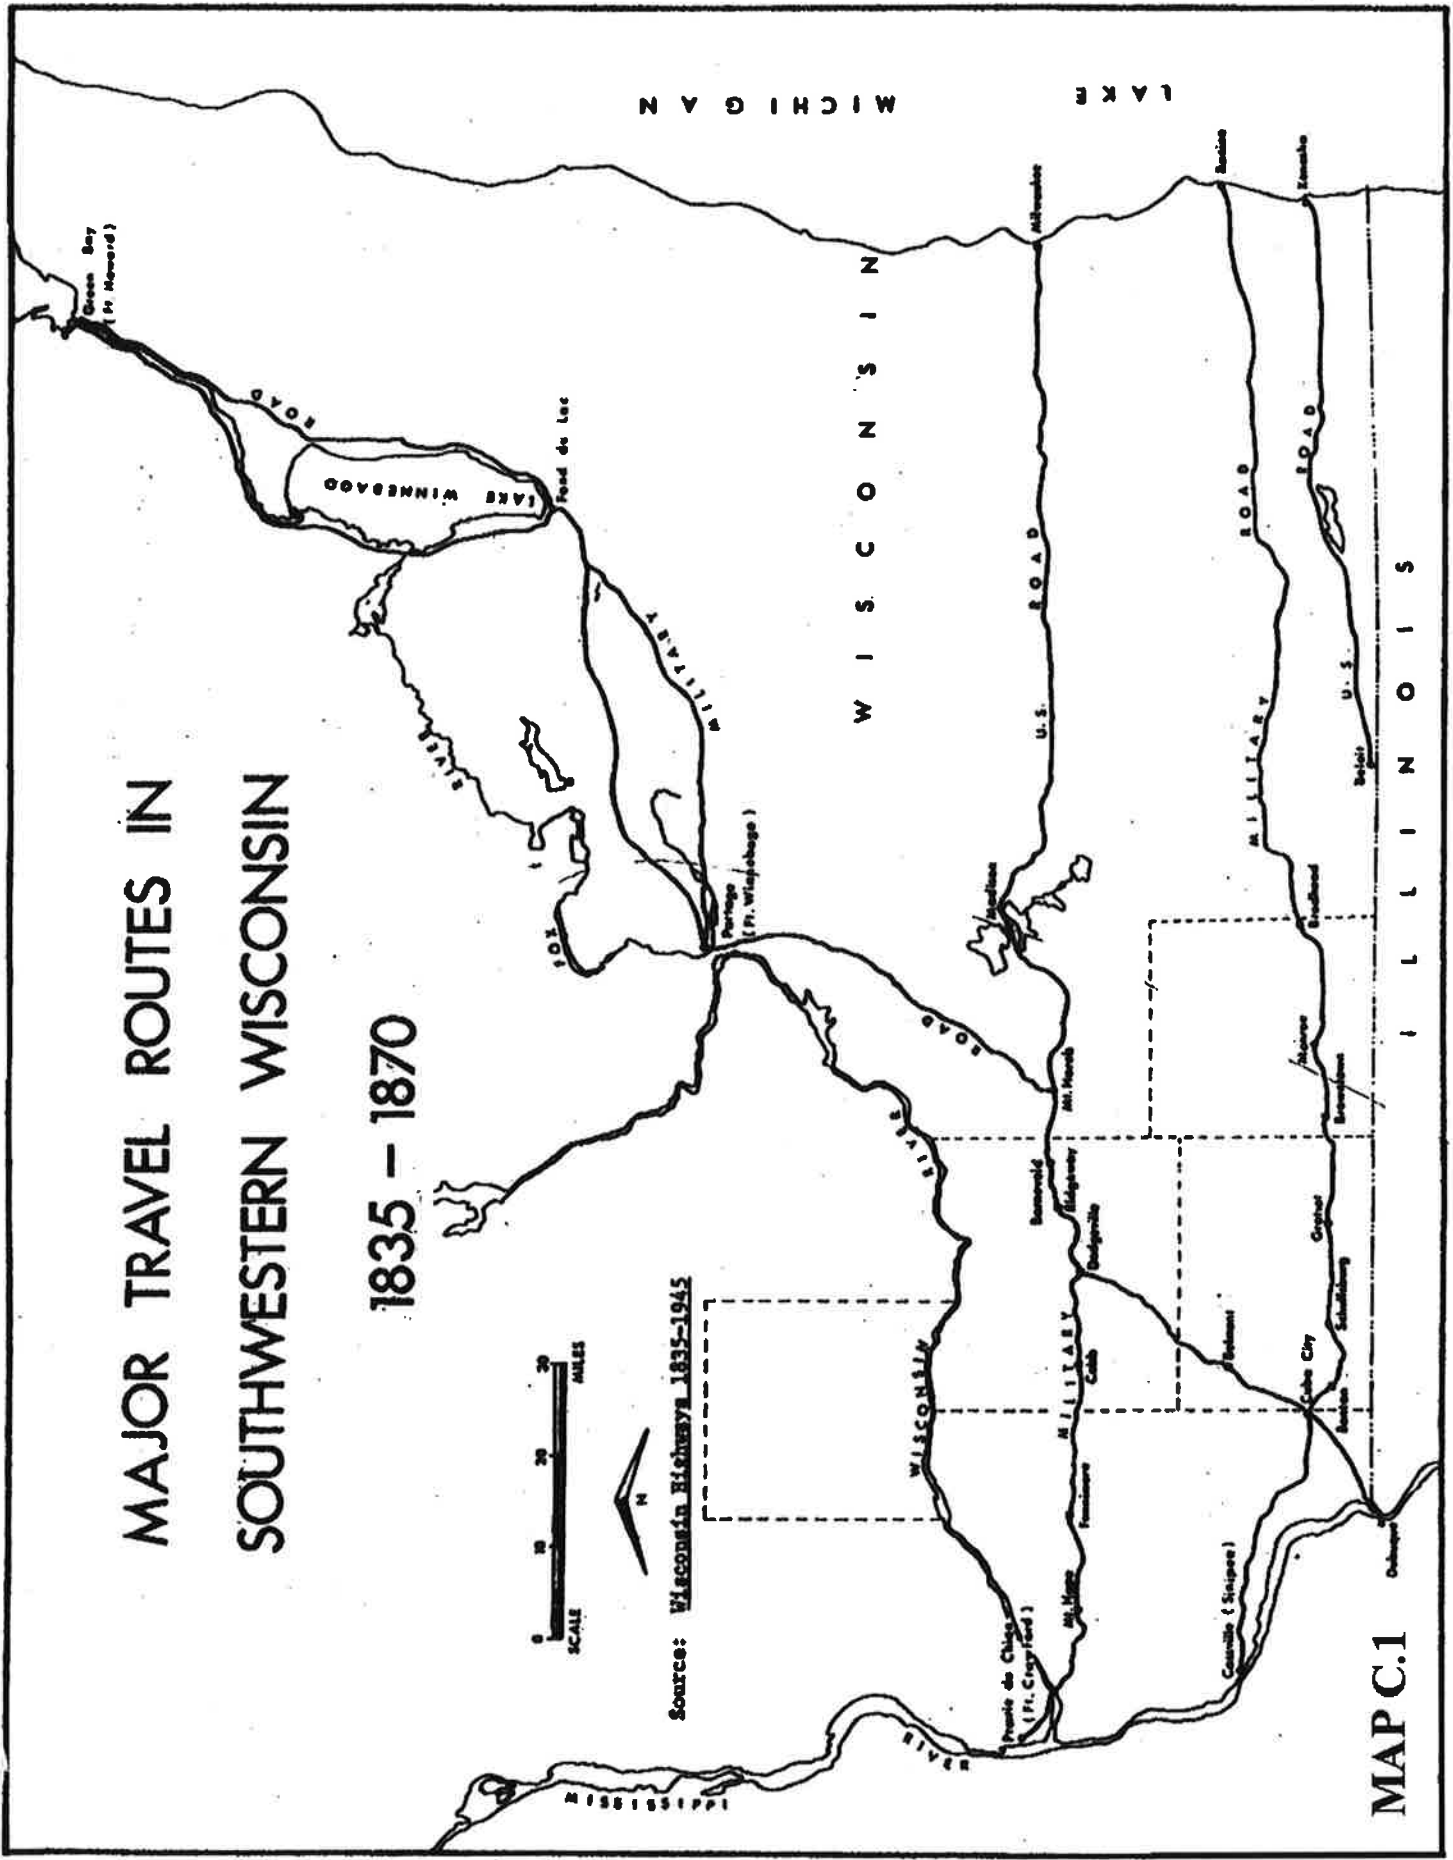 MAJOR TRAVEL ROUTES IN
SOUTHWESTERN WISCONSIN
1835 – 1870
0 10 20 30
SCALE MILES
N
Source: Wisconsin Highways 1835-1945
Green Bay
(Ft Howard)
ROAD
LAKE WINNEBAGO
Fond du Lac
MILITARY
FOX RIVER
Portage
(Ft. Winnebago)
ROAD
LAKE MICHIGAN
WISCONSIN
Milwaukee
U.S. ROAD
Madison
Mt. Horeb
Barneveld
Ridgeway
Dodgeville
MILITARY
Cobb
Fennimore
Mt. Hope
WISCONSIN RIVER
Prairie du Chien
(Ft. Crawford)
MISSISSIPPI RIVER
Racine
MILITARY ROAD
Kenosha
U.S. ROAD
Beloit
Brodhead
Monroe
Browntown
Gratiot
Shullsburg
Belmont
Cuba City
Benton
Cassville (Sinipee)
Dubuque
ILLINOIS
MAP C.1